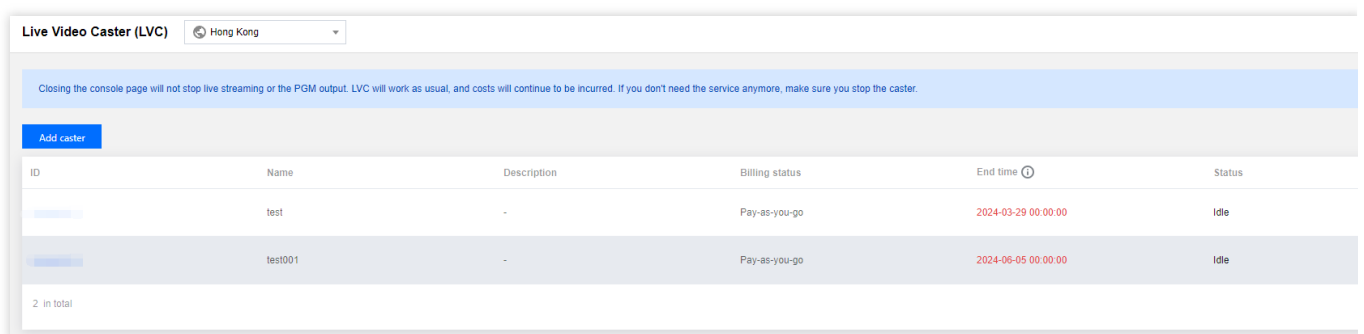 Live Video Caster (LVC) Hong Kong
Closing the console page will not stop live streaming or the PGM output. LVC will work as usual, and costs will continue to be incurred. If you don't need the service anymore, make sure you stop the caster.
Add caster
ID Name Description Billing status End time Status
test - Pay-as-you-go 2024-03-29 00:00:00 Idle
test001 - Pay-as-you-go 2024-06-05 00:00:00 Idle
2 in total